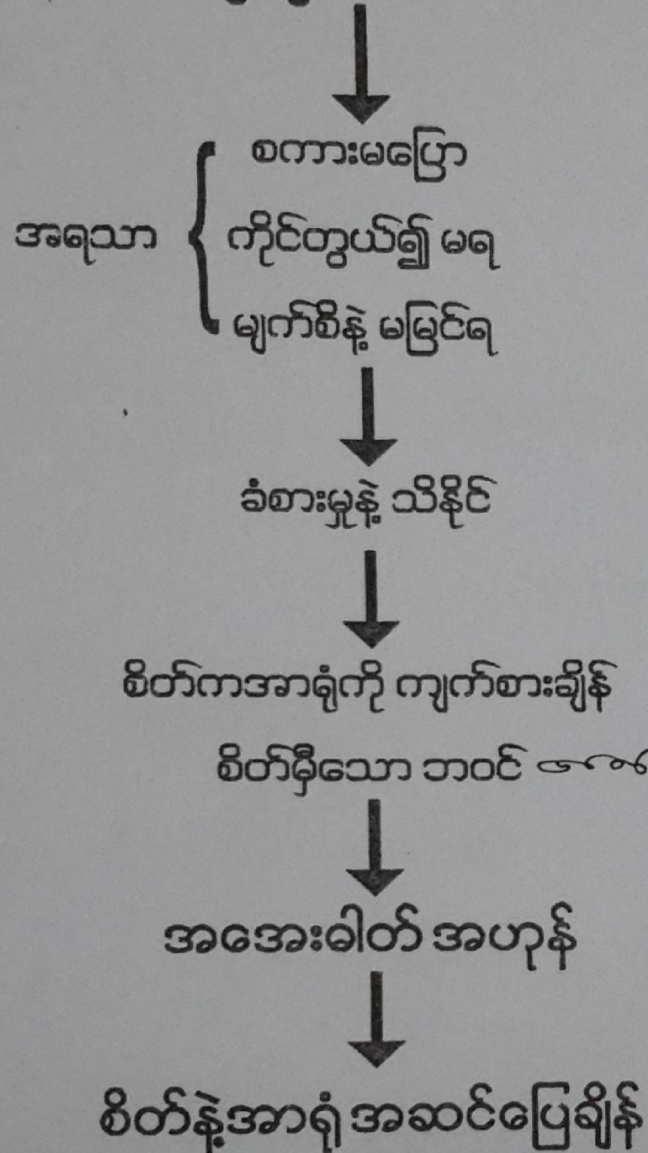 စကားမပြော
အရသာ
ကိုင်တွယ်၍ မရ
မျက်စိနဲ့ မမြင်ရ
ခံစားမှုနဲ့ သိနိုင်
စိတ်ကအာရုံကို ကျက်စားချိန်
စိတ်မှီသော ဘဝင်
အအေးဓါတ် အဟုန်
စိတ်နဲ့အာရုံ အဆင်ပြေချိန်